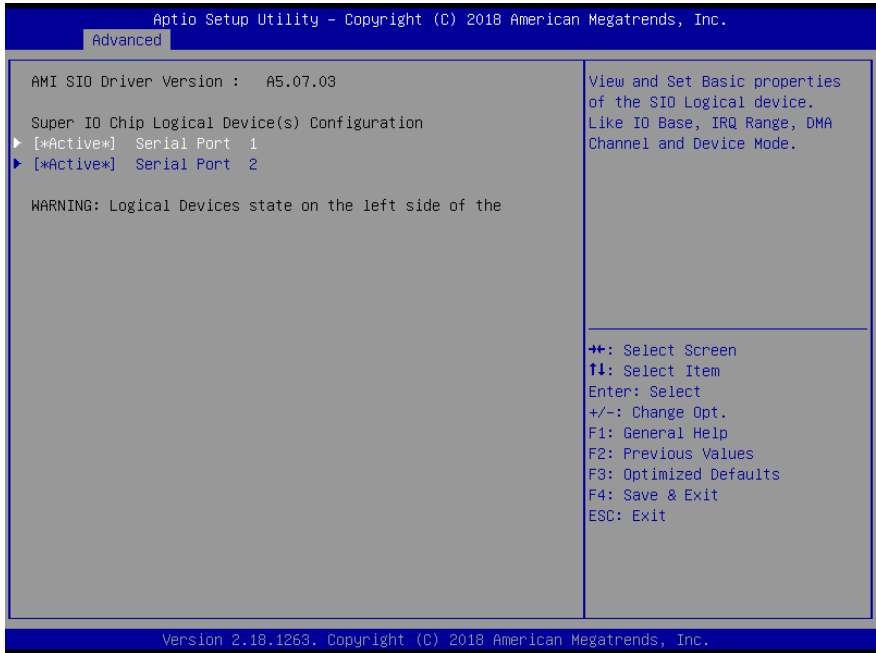 Aptio Setup Utility – Copyright (C) 2018 American Megatrends, Inc.
Advanced
AMI SIO Driver Version : A5.07.03
Super IO Chip Logical Device(s) Configuration
[*Active*] Serial Port 1
[*Active*] Serial Port 2
WARNING: Logical Devices state on the left side of the
View and Set Basic properties
of the SIO Logical device.
Like IO Base, IRQ Range, DMA
Channel and Device Mode.
→←: Select Screen
↑↓: Select Item
Enter: Select
+/-: Change Opt.
F1: General Help
F2: Previous Values
F3: Optimized Defaults
F4: Save & Exit
ESC: Exit
Version 2.18.1263. Copyright (C) 2018 American Megatrends, Inc.